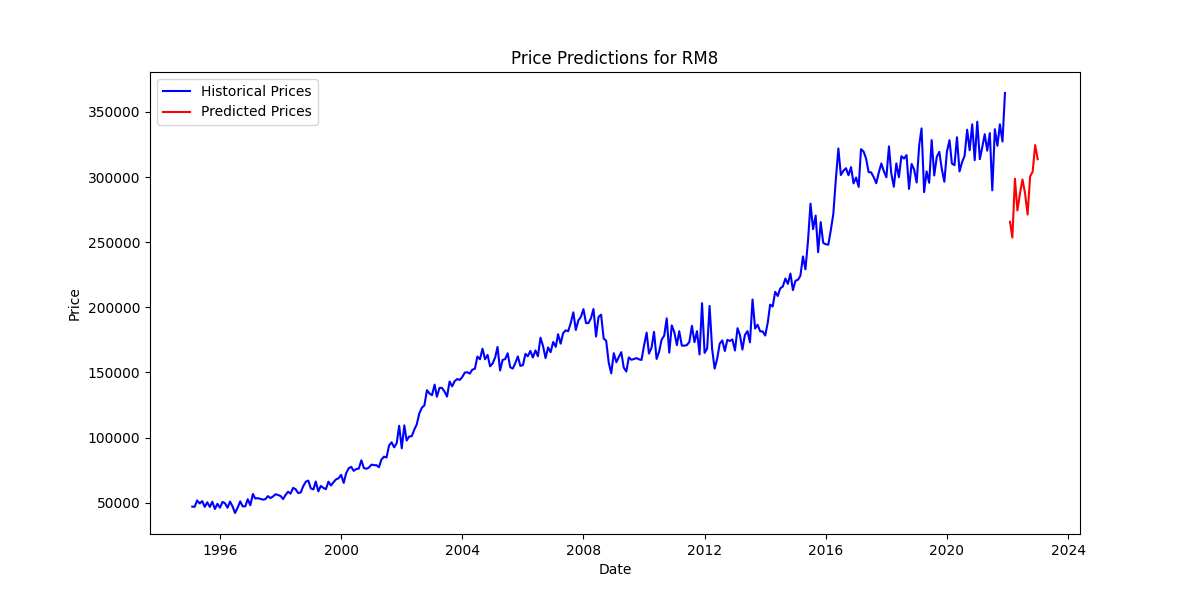 Price Predictions for RM8
Historical Prices
Predicted Prices
350000
300000
250000
200000
150000
100000
50000
Price
1996 2000 2004 2008 2012 2016 2020 2024
Date